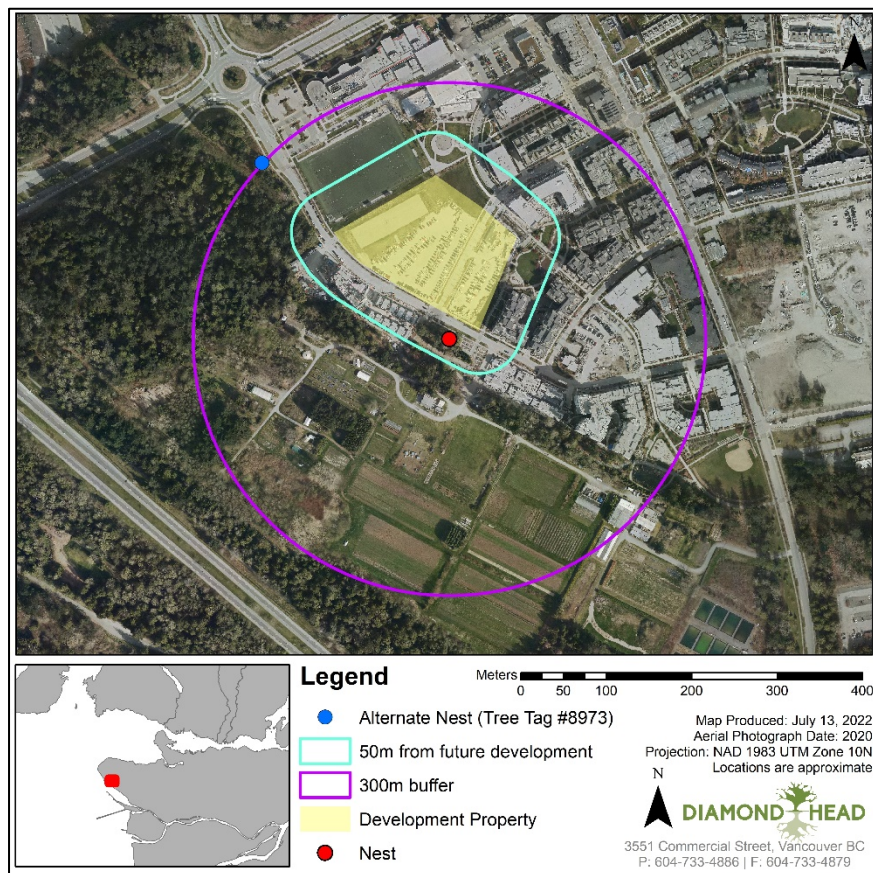 N
Legend
Alternate Nest (Tree Tag #8973)
50m from future development
300m buffer
Development Property
Nest
Meters
0 50 100 200 300 400
Map Produced: July 13, 2022
Aerial Photograph Date: 2020
Projection: NAD 1983 UTM Zone 10N
Locations are approximate
N
DIAMOND HEAD
3551 Commercial Street, Vancouver BC
P: 604-733-4886 | F: 604-733-4879